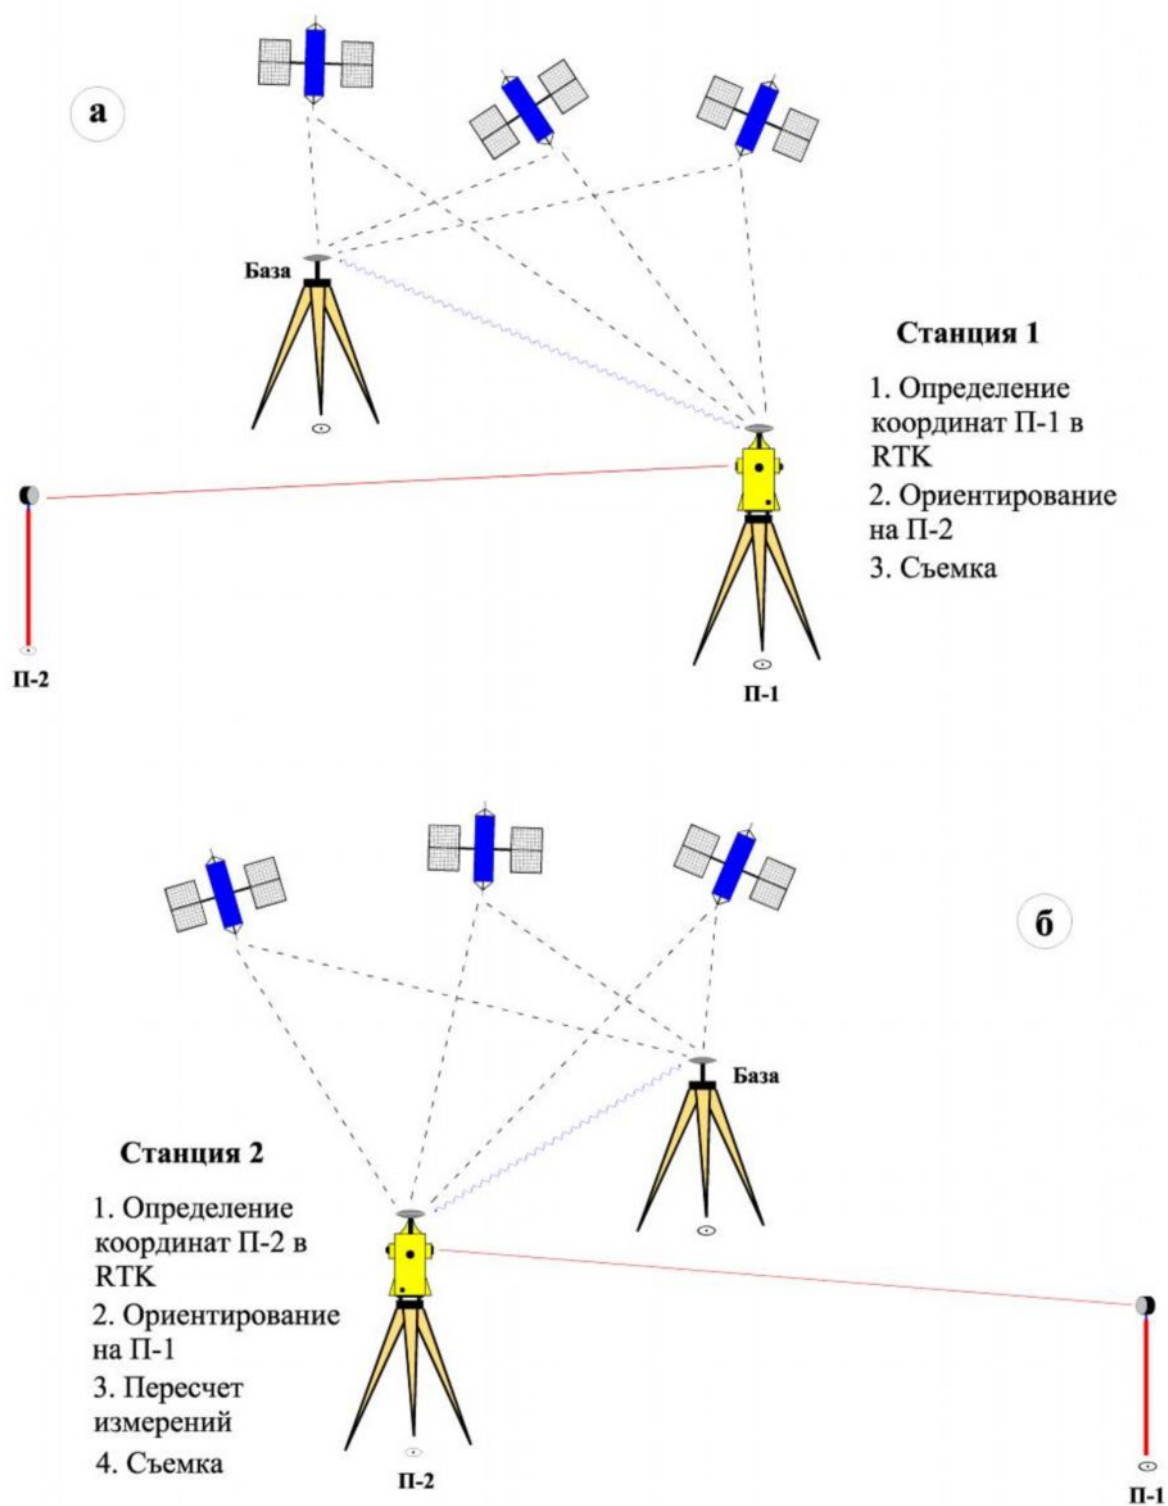 а
База
Станция 1
1. Определение
координат П-1 в
RTK
2. Ориентирование
на П-2
3. Съемка
П-2
П-1
б
База
Станция 2
1. Определение
координат П-2 в
RTK
2. Ориентирование
на П-1
3. Пересчет
измерений
4. Съемка
П-2
П-1